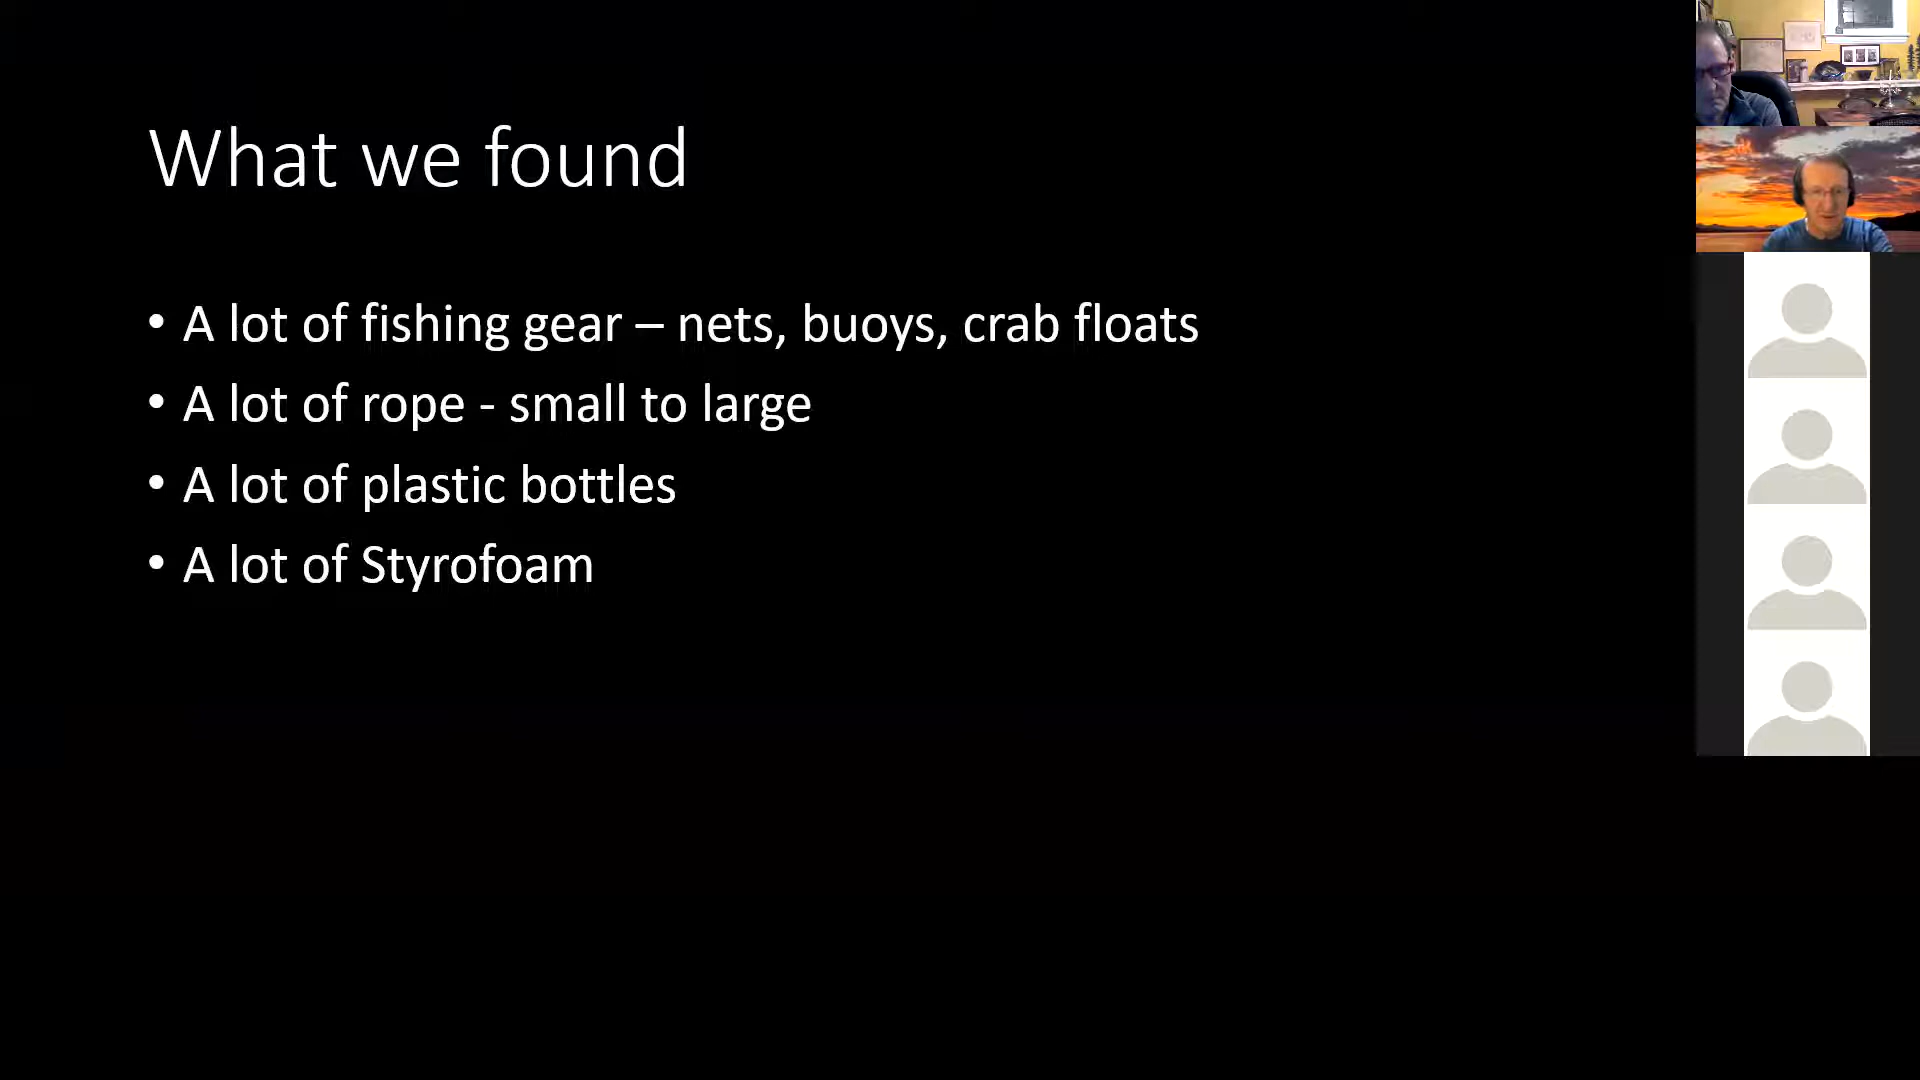 What we found
• A lot of fishing gear – nets, buoys, crab floats
• A lot of rope - small to large
• A lot of plastic bottles
• A lot of Styrofoam